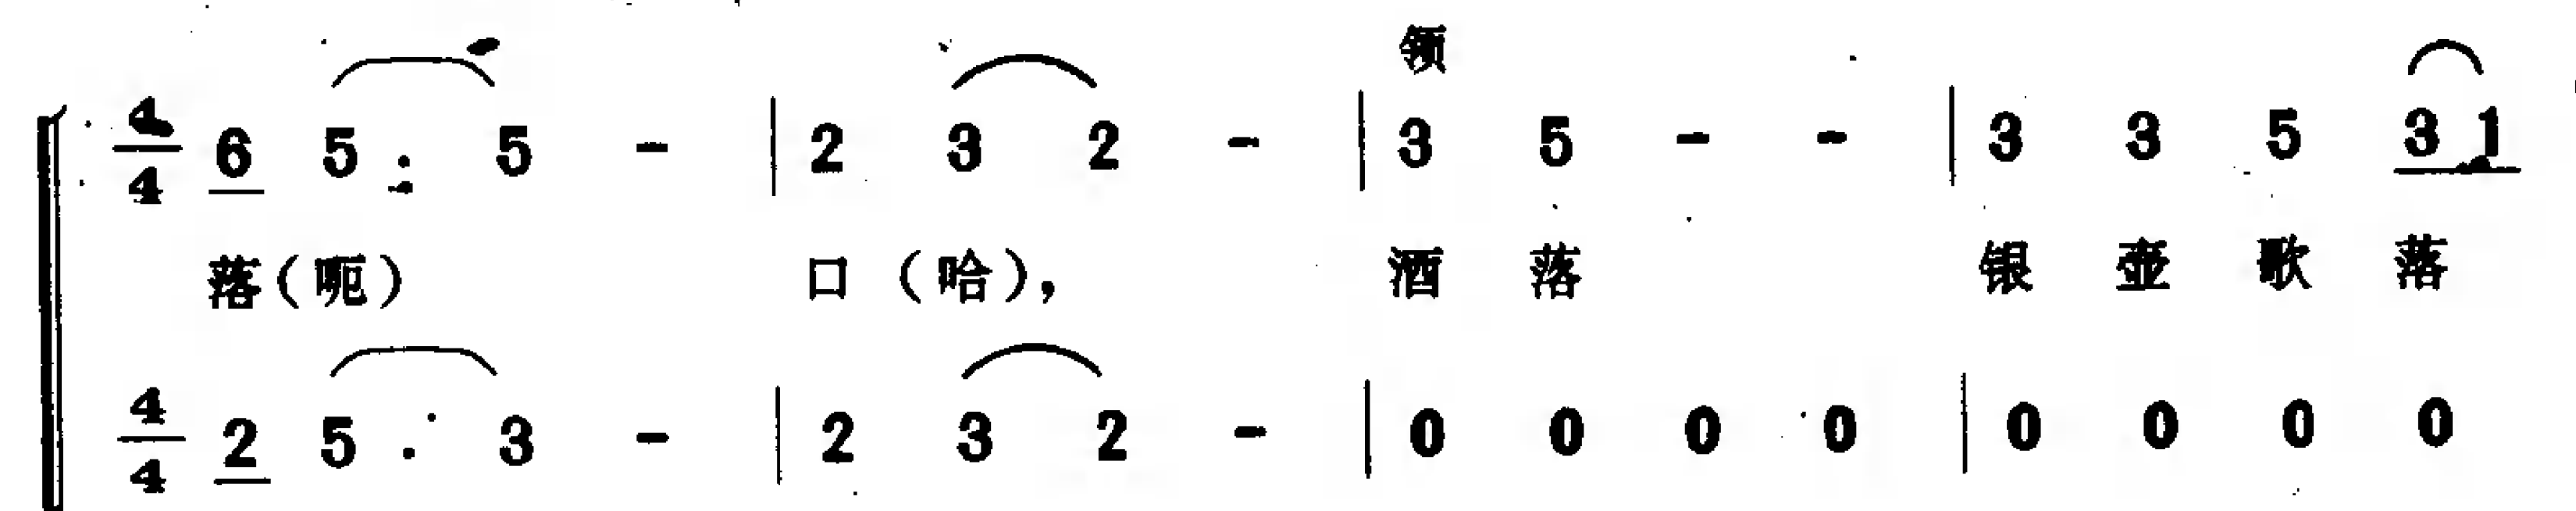 领
4/4 6 5 . 5 - | 2 3 2 - | 3 5 - - | 3 3 5 3 1
落(呃) 口(哈), 酒 落 银 壶 歌 落
4/4 2 5 . 3 - | 2 3 2 - | 0 0 0 0 | 0 0 0 0